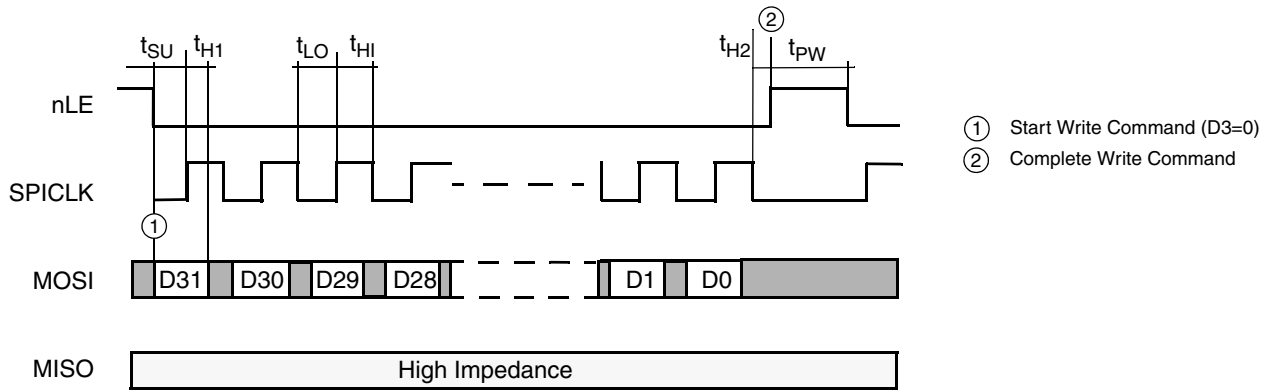 ②
tSU tH1 tLO tHI tH2 tPW
nLE
① Start Write Command (D3=0)
② Complete Write Command
SPICLK
①
MOSI D31 D30 D29 D28 D1 D0
MISO High Impedance